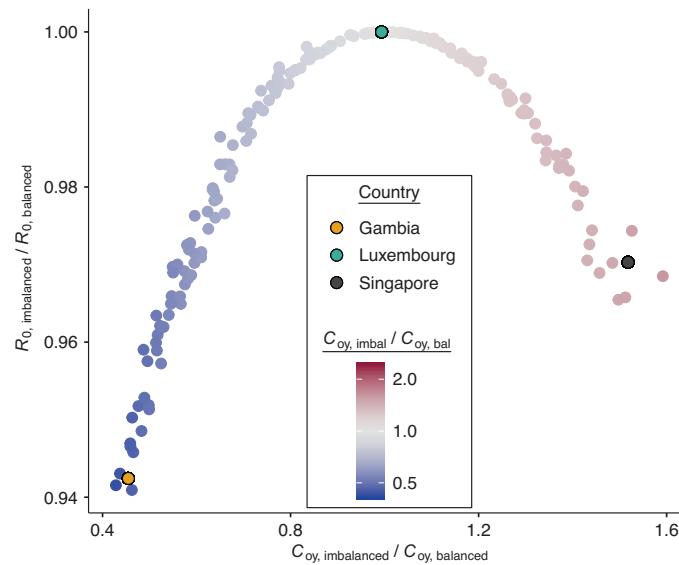 1.00
0.98
0.96
0.94
R0, imbalanced / R0, balanced
Country
Gambia
Luxembourg
Singapore
Coy, imbal / Coy, bal
2.0
1.0
0.5
0.4 0.8 1.2 1.6
Coy, imbalanced / Coy, balanced